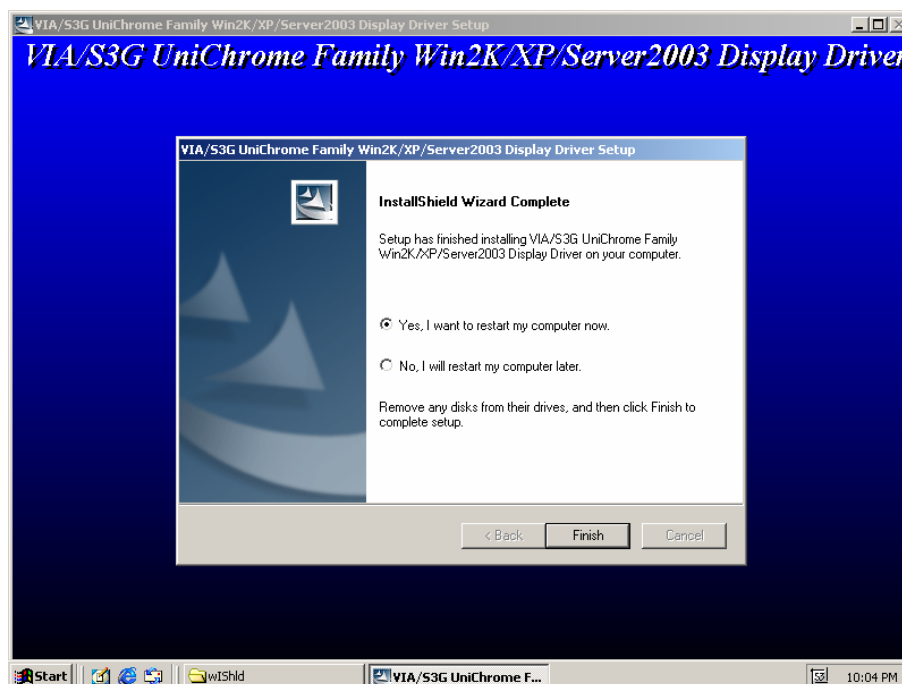 VIA/S3G UniChrome Family Win2K/XP/Server2003 Display Driver Setup
VIA/S3G UniChrome Family Win2K/XP/Server2003 Display Driver
VIA/S3G UniChrome Family Win2K/XP/Server2003 Display Driver Setup
InstallShield Wizard Complete
Setup has finished installing VIA/S3G UniChrome Family
Win2K/XP/Server2003 Display Driver on your computer.
Yes, I want to restart my computer now.
No, I will restart my computer later.
Remove any disks from their drives, and then click Finish to
complete setup.
< Back Finish Cancel
Start wIShld VIA/S3G UniChrome F... S3 10:04 PM